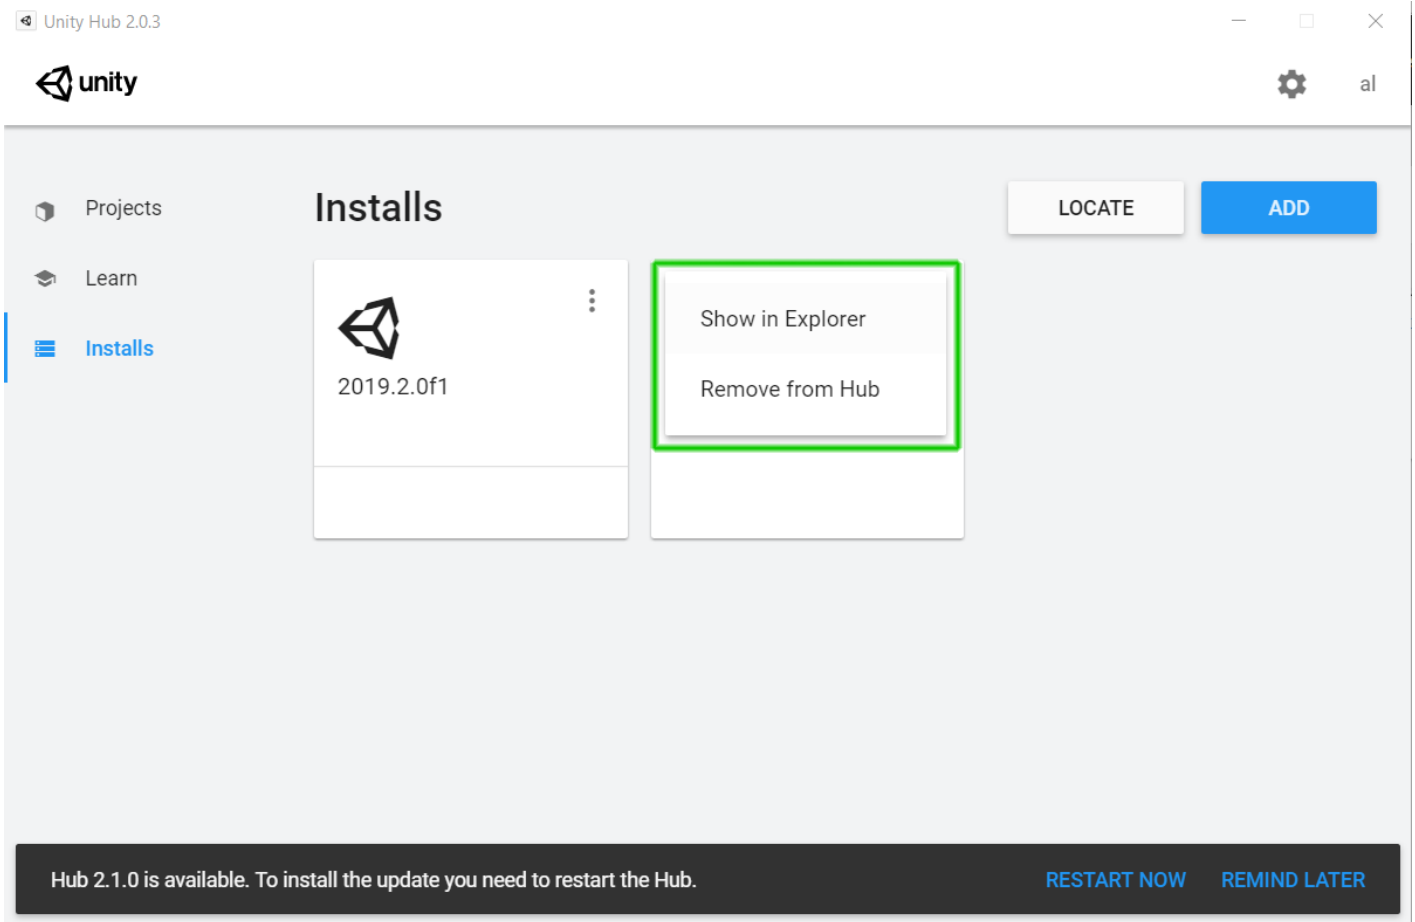 Unity Hub 2.0.3
unity
al
Projects
Installs
LOCATE
ADD
Learn
Installs
2019.2.0f1
Show in Explorer
Remove from Hub
Hub 2.1.0 is available. To install the update you need to restart the Hub.
RESTART NOW
REMIND LATER